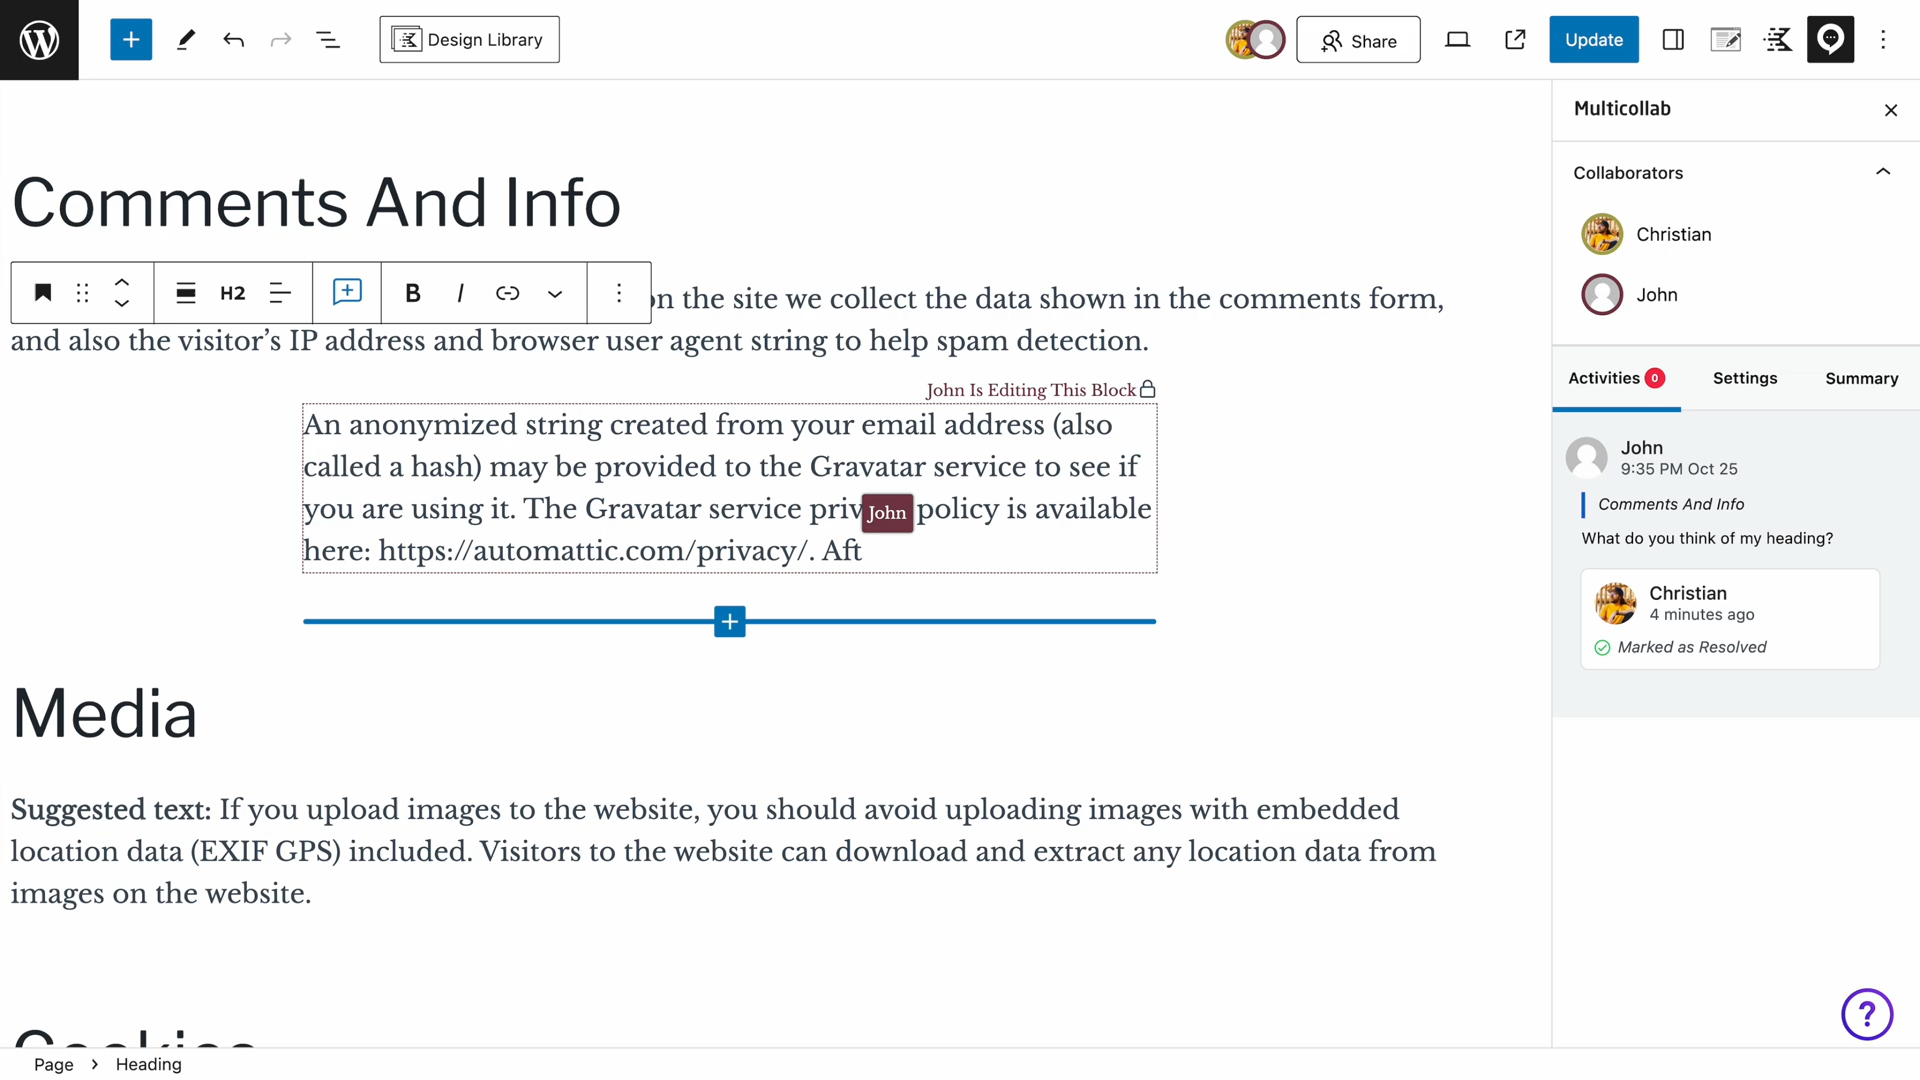 Design Library
Share
Update
Comments And Info
H2
B
I
on the site we collect the data shown in the comments form,
and also the visitor’s IP address and browser user agent string to help spam detection.
John Is Editing This Block
An anonymized string created from your email address (also
called a hash) may be provided to the Gravatar service to see if
you are using it. The Gravatar service priv John policy is available
here: https://automattic.com/privacy/. Aft
Media
Suggested text: If you upload images to the website, you should avoid uploading images with embedded
location data (EXIF GPS) included. Visitors to the website can download and extract any location data from
images on the website.
Cookies
Page > Heading
Multicollab
Collaborators
Christian
John
Activities 0 Settings Summary
John
9:35 PM Oct 25
Comments And Info
What do you think of my heading?
Christian
4 minutes ago
Marked as Resolved
?